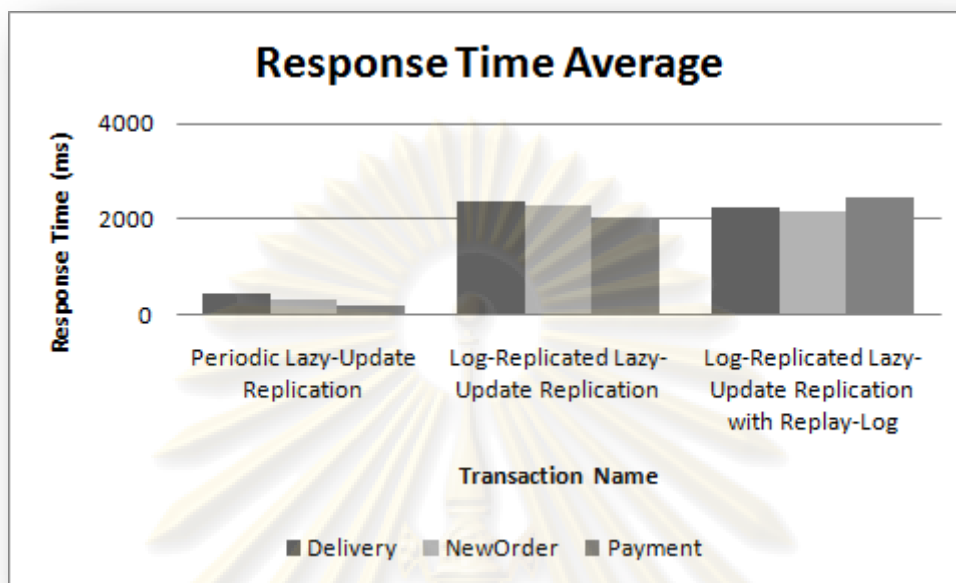 Response Time Average
Response Time (ms)
4000
2000
0
Periodic Lazy-Update
Replication
Log-Replicated Lazy-
Update Replication
Log-Replicated Lazy-
Update Replication
with Replay-Log
Transaction Name
Delivery NewOrder Payment